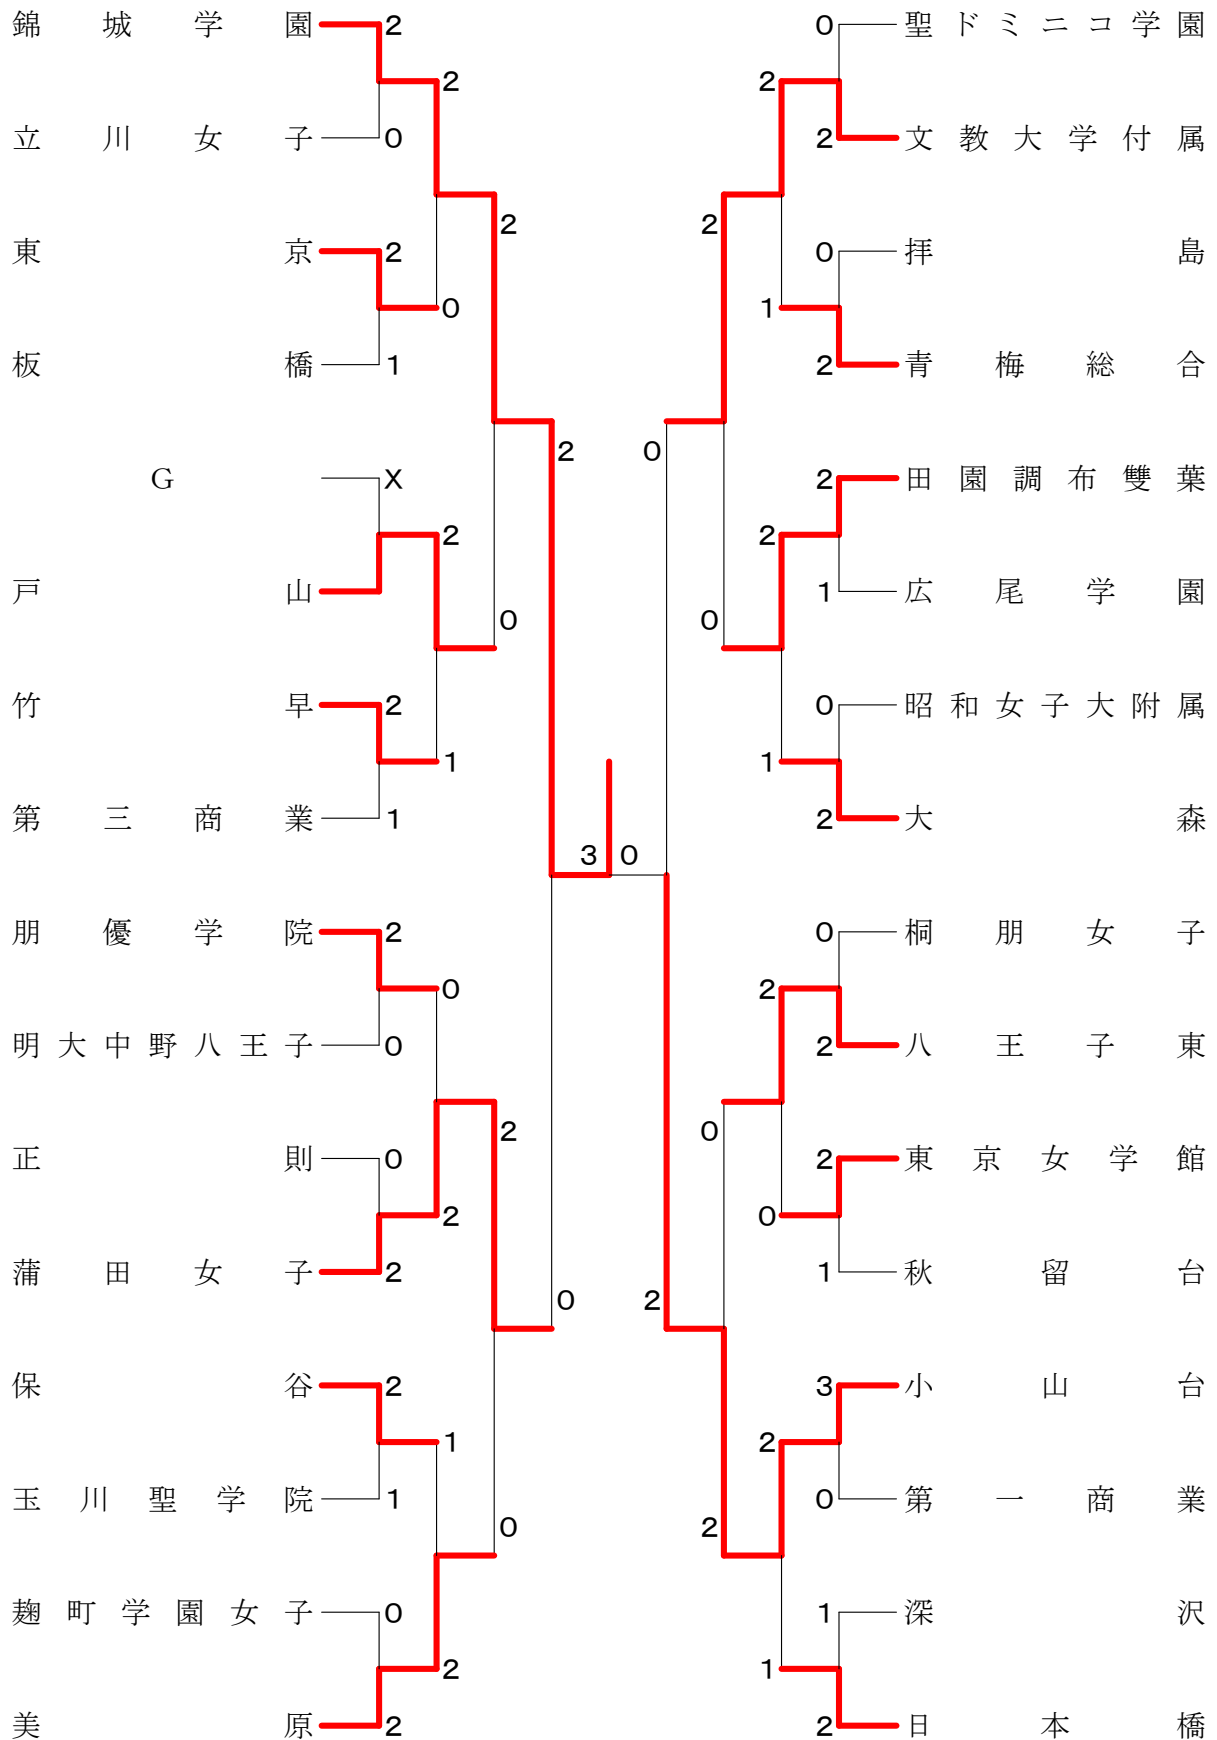 錦城学園 2
0 聖ドミニコ学園
2
2
立川女子 0
2 文教大学付属
2
2
東京 2
0 拝島
0
1
板橋 1
2 青梅総合
2
0
G X
2 田園調布雙葉
2
2
戸山
1 広尾学園
0
0
竹早 2
0 昭和女子大附属
1
1
第三商業 1
2 大森
3 0
朋優学院 2
0 桐朋女子
0
2
明大中野八王子 0
2 八王子東
2
0
正則 0
2 東京女学館
2
0
蒲田女子 2
1 秋留台
0
2
保谷 2
3 小山台
1
2
玉川聖学院 1
0 第一商業
0
2
麹町学園女子 0
1 深沢
2
1
美原 2
2 日本橋